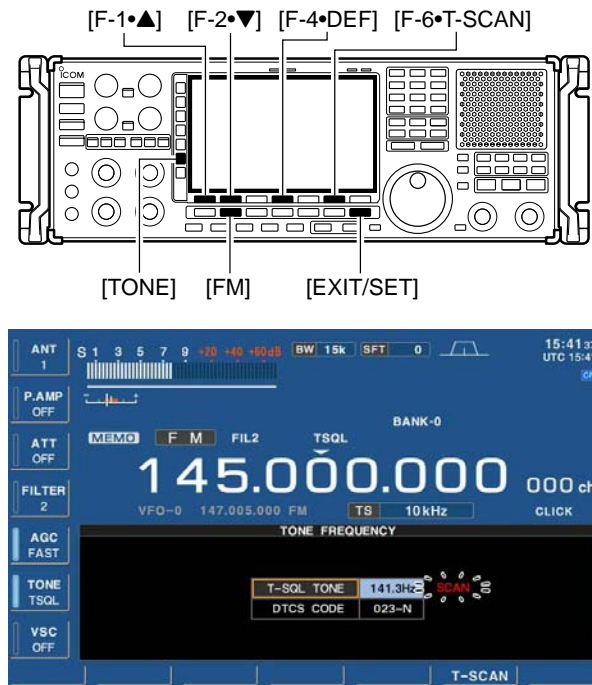 [F-1•▲] [F-2•▼] [F-4•DEF] [F-6•T-SCAN]
ICOM
[TONE] [FM] [EXIT/SET]
ANT
1
S 1 3 5 7 9 +20 +40 +60dB BW 15k SFT 0
15:41
UTC 15:41
P.AMP
OFF
BANK-0
ATT
OFF
MEMO FM FIL2 TSQL
145.000.000 000 ch
FILTER
2
VFO-0 147.005.000 FM TS 10kHz CLICK
TONE FREQUENCY
AGC
FAST
T-SQL TONE 141.3Hz SCAN
DTCS CODE 023-N
TONE
TSQL
VSC
OFF
T-SCAN